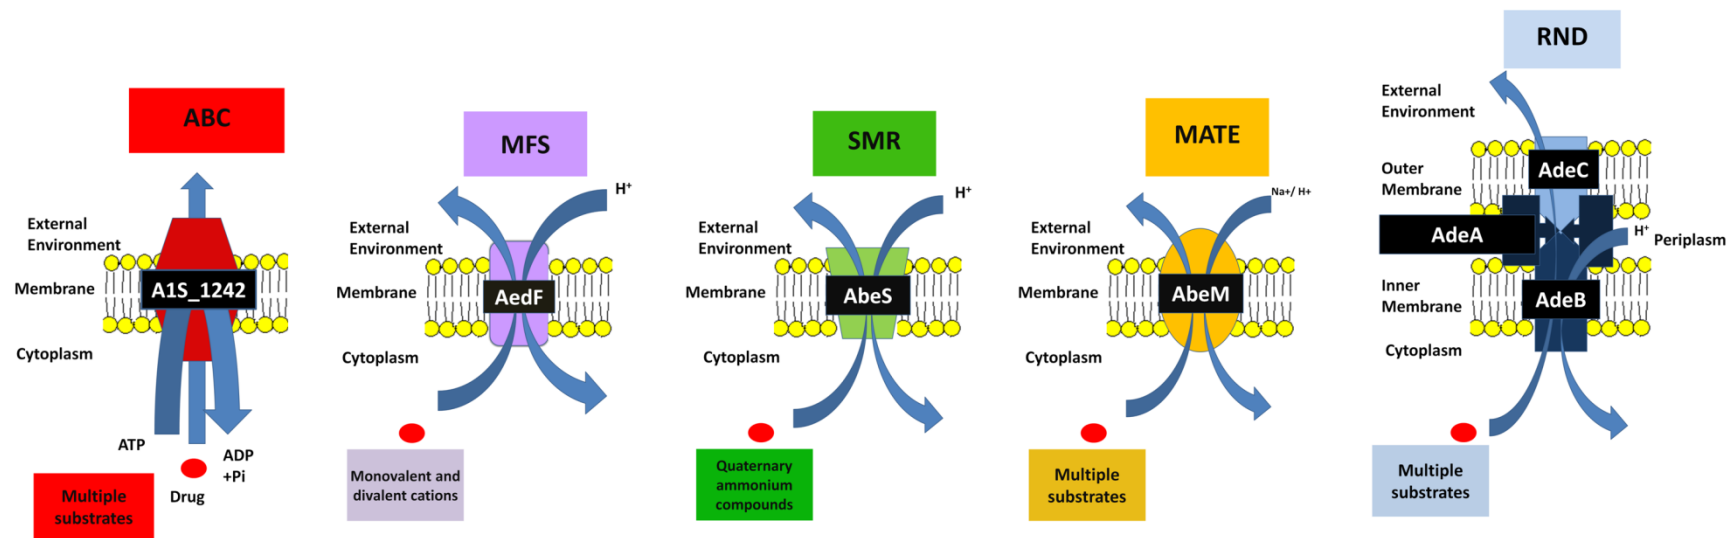 ABC
External
Environment
A1S_1242
Membrane
Cytoplasm
ATP
ADP
+Pi
Drug
Multiple
substrates
MFS
H+
External
Environment
AedF
Membrane
Cytoplasm
Monovalent and
divalent cations
SMR
H+
External
Environment
AbeS
Membrane
Cytoplasm
Quaternary
ammonium
compounds
MATE
Na+/ H+
External
Environment
AbeM
Membrane
Cytoplasm
Multiple
substrates
RND
External
Environment
AdeC
Outer
Membrane
AdeA
H+
Periplasm
Inner
Membrane
AdeB
Cytoplasm
Multiple
substrates